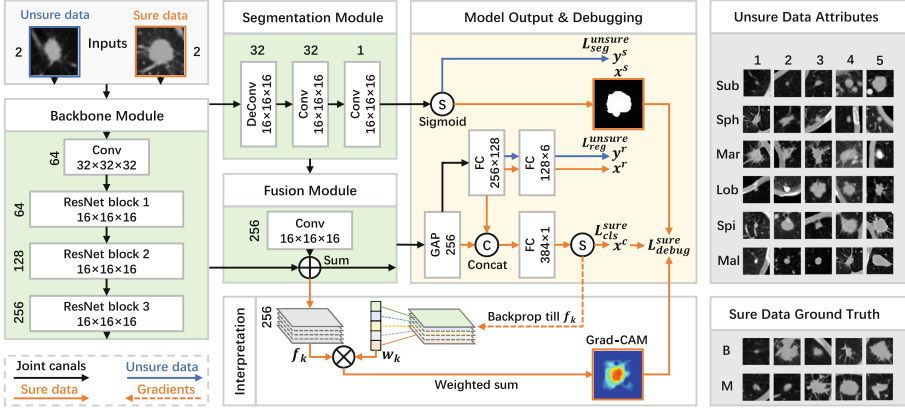 Unsure data
Sure data
2
Inputs
2
Backbone Module
64
Conv
32×32×32
64
ResNet block 1
16×16×16
128
ResNet block 2
16×16×16
256
ResNet block 3
16×16×16
Joint canals
Unsure data
Sure data
Gradients
Segmentation Module
32
32
1
DeConv
16×16×16
Conv
16×16×16
Conv
16×16×16
Fusion Module
256
Conv
16×16×16
Sum
Model Output & Debugging
L_seg^unsure
y^s
x^s
S
Sigmoid
FC
256×128
FC
128×6
L_reg^unsure
y^r
x^r
GAP
256
C
Concat
FC
384×1
S
L_cls^sure
x^c
L_debug^sure
Interpretation
256
f_k
w_k
Backprop till f_k
Grad-CAM
Weighted sum
Unsure Data Attributes
1 2 3 4 5
Sub
Sph
Mar
Lob
Spi
Mal
Sure Data Ground Truth
B
M